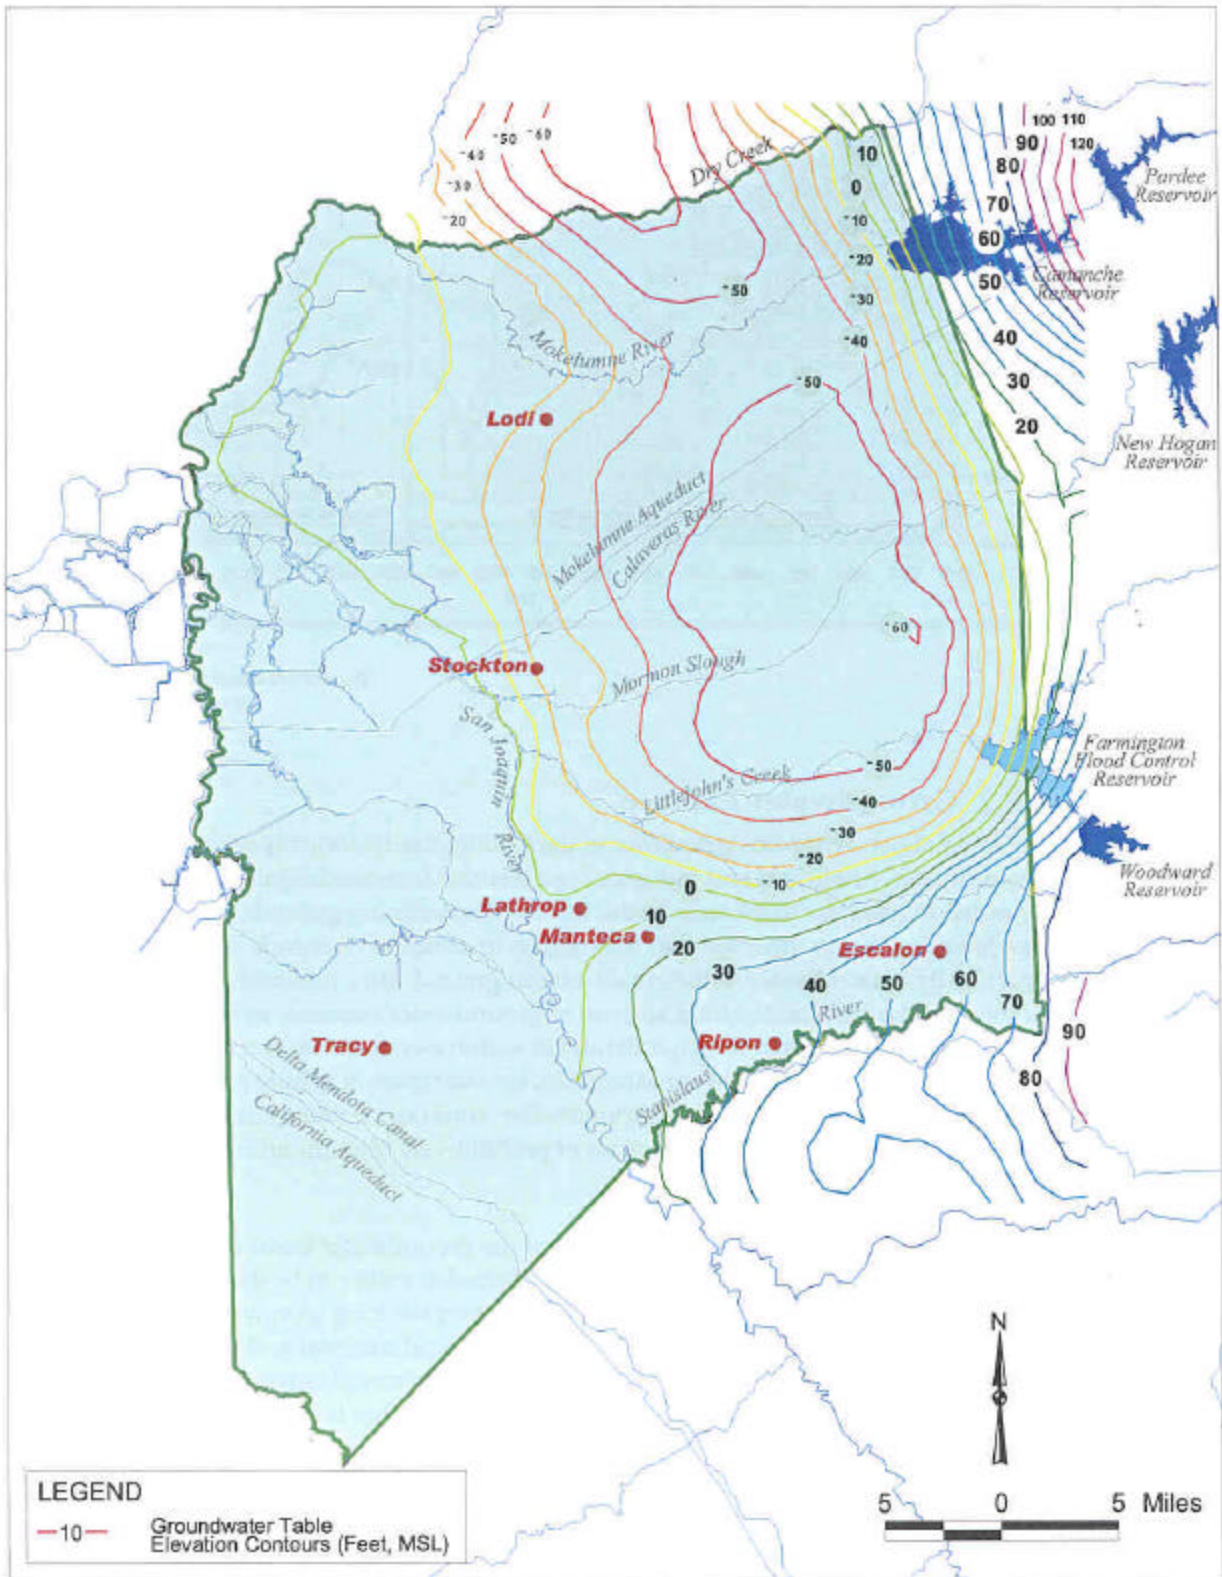 -50
-60
-40
-30
-20
Dry Creek
10
0
-10
-20
-30
-40
100
110
90
120
80
70
60
50
40
30
20
Pardee
Reservoir
Camanche
Reservoir
New Hogan
Reservoir
-50
Mokelumne River
-50
Lodi
Mokelumne Aqueduct
Calaveras River
-60
Stockton
Mormon Slough
San Joaquin
River
Farmington
Flood Control
Reservoir
-50
Littlejohn's Creek
-40
-30
-20
-10
0
Woodward
Reservoir
Lathrop
10
Manteca
20
Escalon
30
40
50
60
70
River
Ripon
90
80
Tracy
Stanislaus
Delta Mendota Canal
California Aqueduct
N
LEGEND
10
Groundwater Table
Elevation Contours (Feet, MSL)
5 0 5 Miles